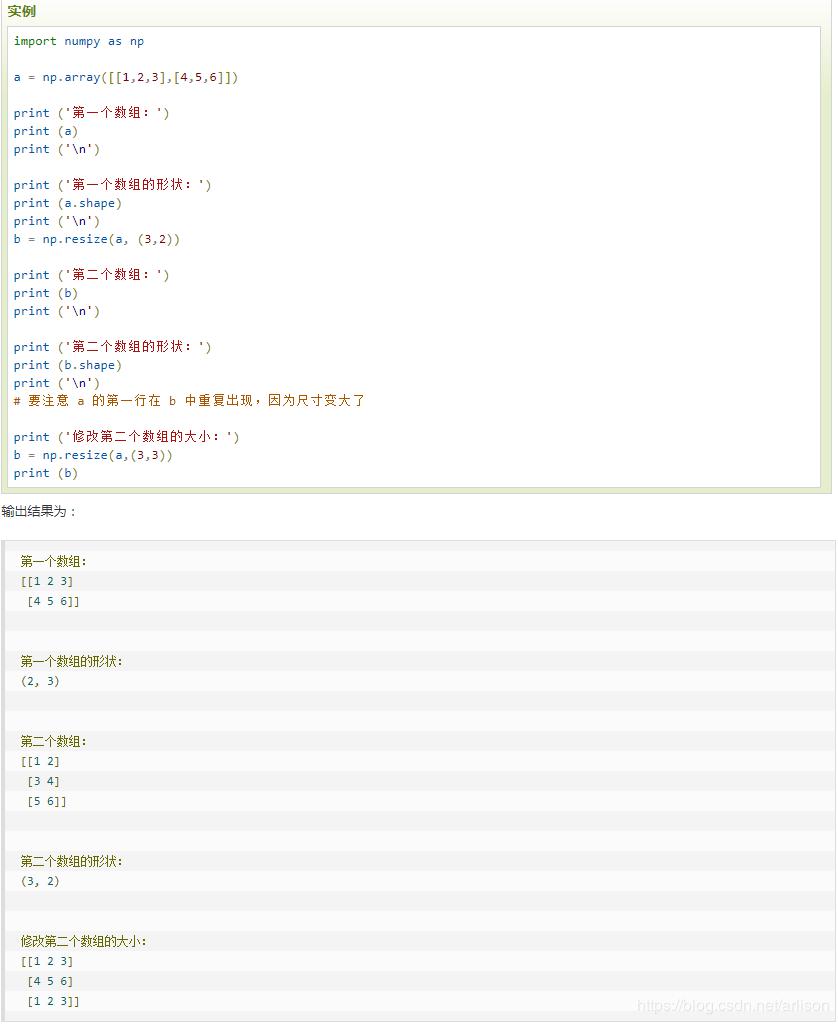 实例
import numpy as np
a = np.array([[1,2,3],[4,5,6]])
print ('第一个数组：')
print (a)
print ('\n')
print ('第一个数组的形状：')
print (a.shape)
print ('\n')
b = np.resize(a, (3,2))
print ('第二个数组：')
print (b)
print ('\n')
print ('第二个数组的形状：')
print (b.shape)
print ('\n')
# 要注意 a 的第一行在 b 中重复出现，因为尺寸变大了
print ('修改第二个数组的大小：')
b = np.resize(a,(3,3))
print (b)
输出结果为：
第一个数组：
[[1 2 3]
[4 5 6]]
第一个数组的形状：
(2, 3)
第二个数组：
[[1 2]
[3 4]
[5 6]]
第二个数组的形状：
(3, 2)
修改第二个数组的大小：
[[1 2 3]
[4 5 6]
[1 2 3]]
https://blog.csdn.net/arlison